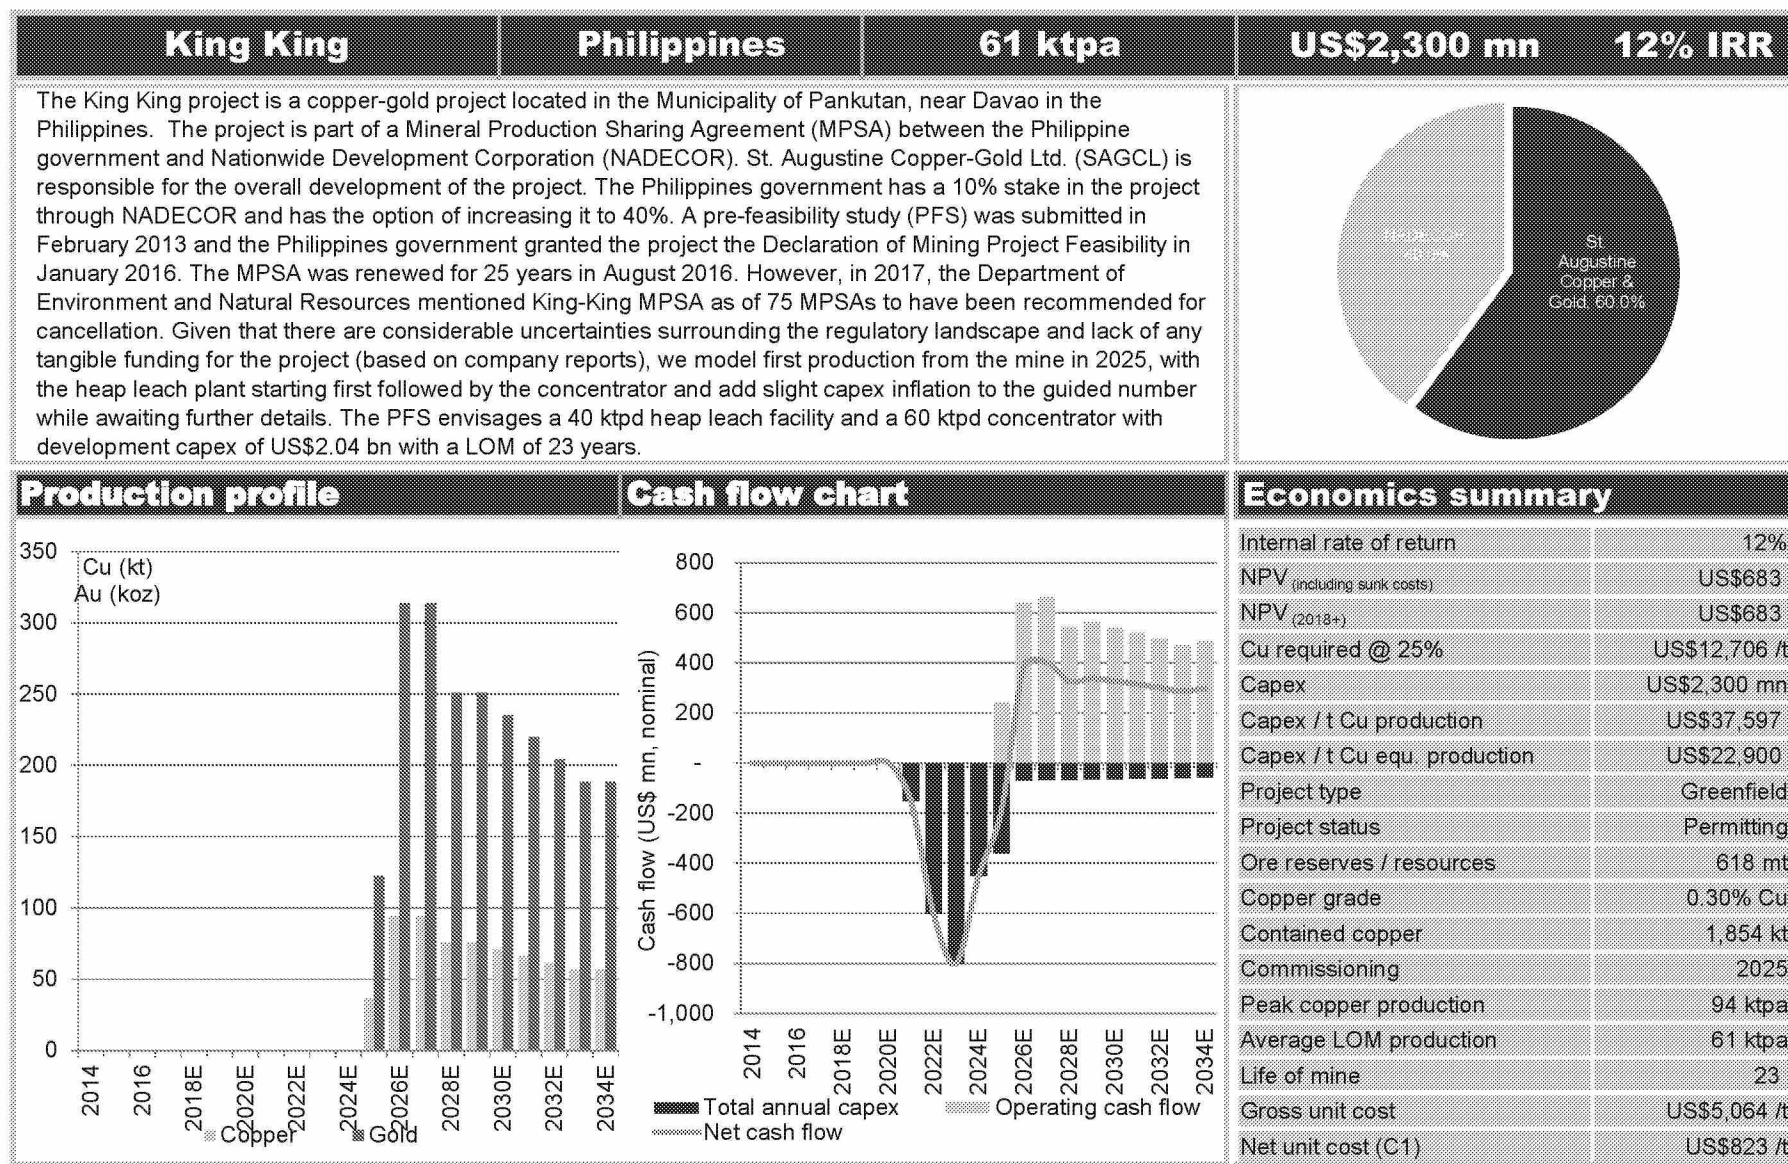 King King
Philippines
61 ktpa
US$2,300 mn
12% IRR
The King King project is a copper-gold project located in the Municipality of Pankutan, near Davao in the
Philippines. The project is part of a Mineral Production Sharing Agreement (MPSA) between the Philippine
government and Nationwide Development Corporation (NADECOR). St. Augustine Copper-Gold Ltd. (SAGCL) is
responsible for the overall development of the project. The Philippines government has a 10% stake in the project
through NADECOR and has the option of increasing it to 40%. A pre-feasibility study (PFS) was submitted in
February 2013 and the Philippines government granted the project the Declaration of Mining Project Feasibility in
January 2016. The MPSA was renewed for 25 years in August 2016. However, in 2017, the Department of
Environment and Natural Resources mentioned King-King MPSA as of 75 MPSAs to have been recommended for
cancellation. Given that there are considerable uncertainties surrounding the regulatory landscape and lack of any
tangible funding for the project (based on company reports), we model first production from the mine in 2025, with
the heap leach plant starting first followed by the concentrator and add slight capex inflation to the guided number
while awaiting further details. The PFS envisages a 40 ktpd heap leach facility and a 60 ktpd concentrator with
development capex of US$2.04 bn with a LOM of 23 years.
St
Augustine
Copper &
Gold, 60.0%
Production profile
350
300
250
200
150
100
50
0
Cu (kt)
Au (koz)
2014
2016
2018E
2020E
2022E
2024E
2026E
2028E
2030E
2032E
2034E
Copper
Gold
Cash flow chart
Cash flow (US$ mn, nominal)
800
600
400
200
-
-200
-400
-600
-800
-1,000
2014
2016
2018E
2020E
2022E
2024E
2026E
2028E
2030E
2032E
2034E
Total annual capex
Operating cash flow
Net cash flow
Economics summary
Internal rate of return 12%
NPV (including sunk costs) US$683
NPV (2018+) US$683
Cu required @ 25% US$12,706 /t
Capex US$2,300 mn
Capex / t Cu production US$37,597
Capex / t Cu equ. production US$22,900
Project type Greenfield
Project status Permitting
Ore reserves / resources 618 mt
Copper grade 0.30% Cu
Contained copper 1,854 kt
Commissioning 2025
Peak copper production 94 ktpa
Average LOM production 61 ktpa
Life of mine 23
Gross unit cost US$5,064 /t
Net unit cost (C1) US$823 /t